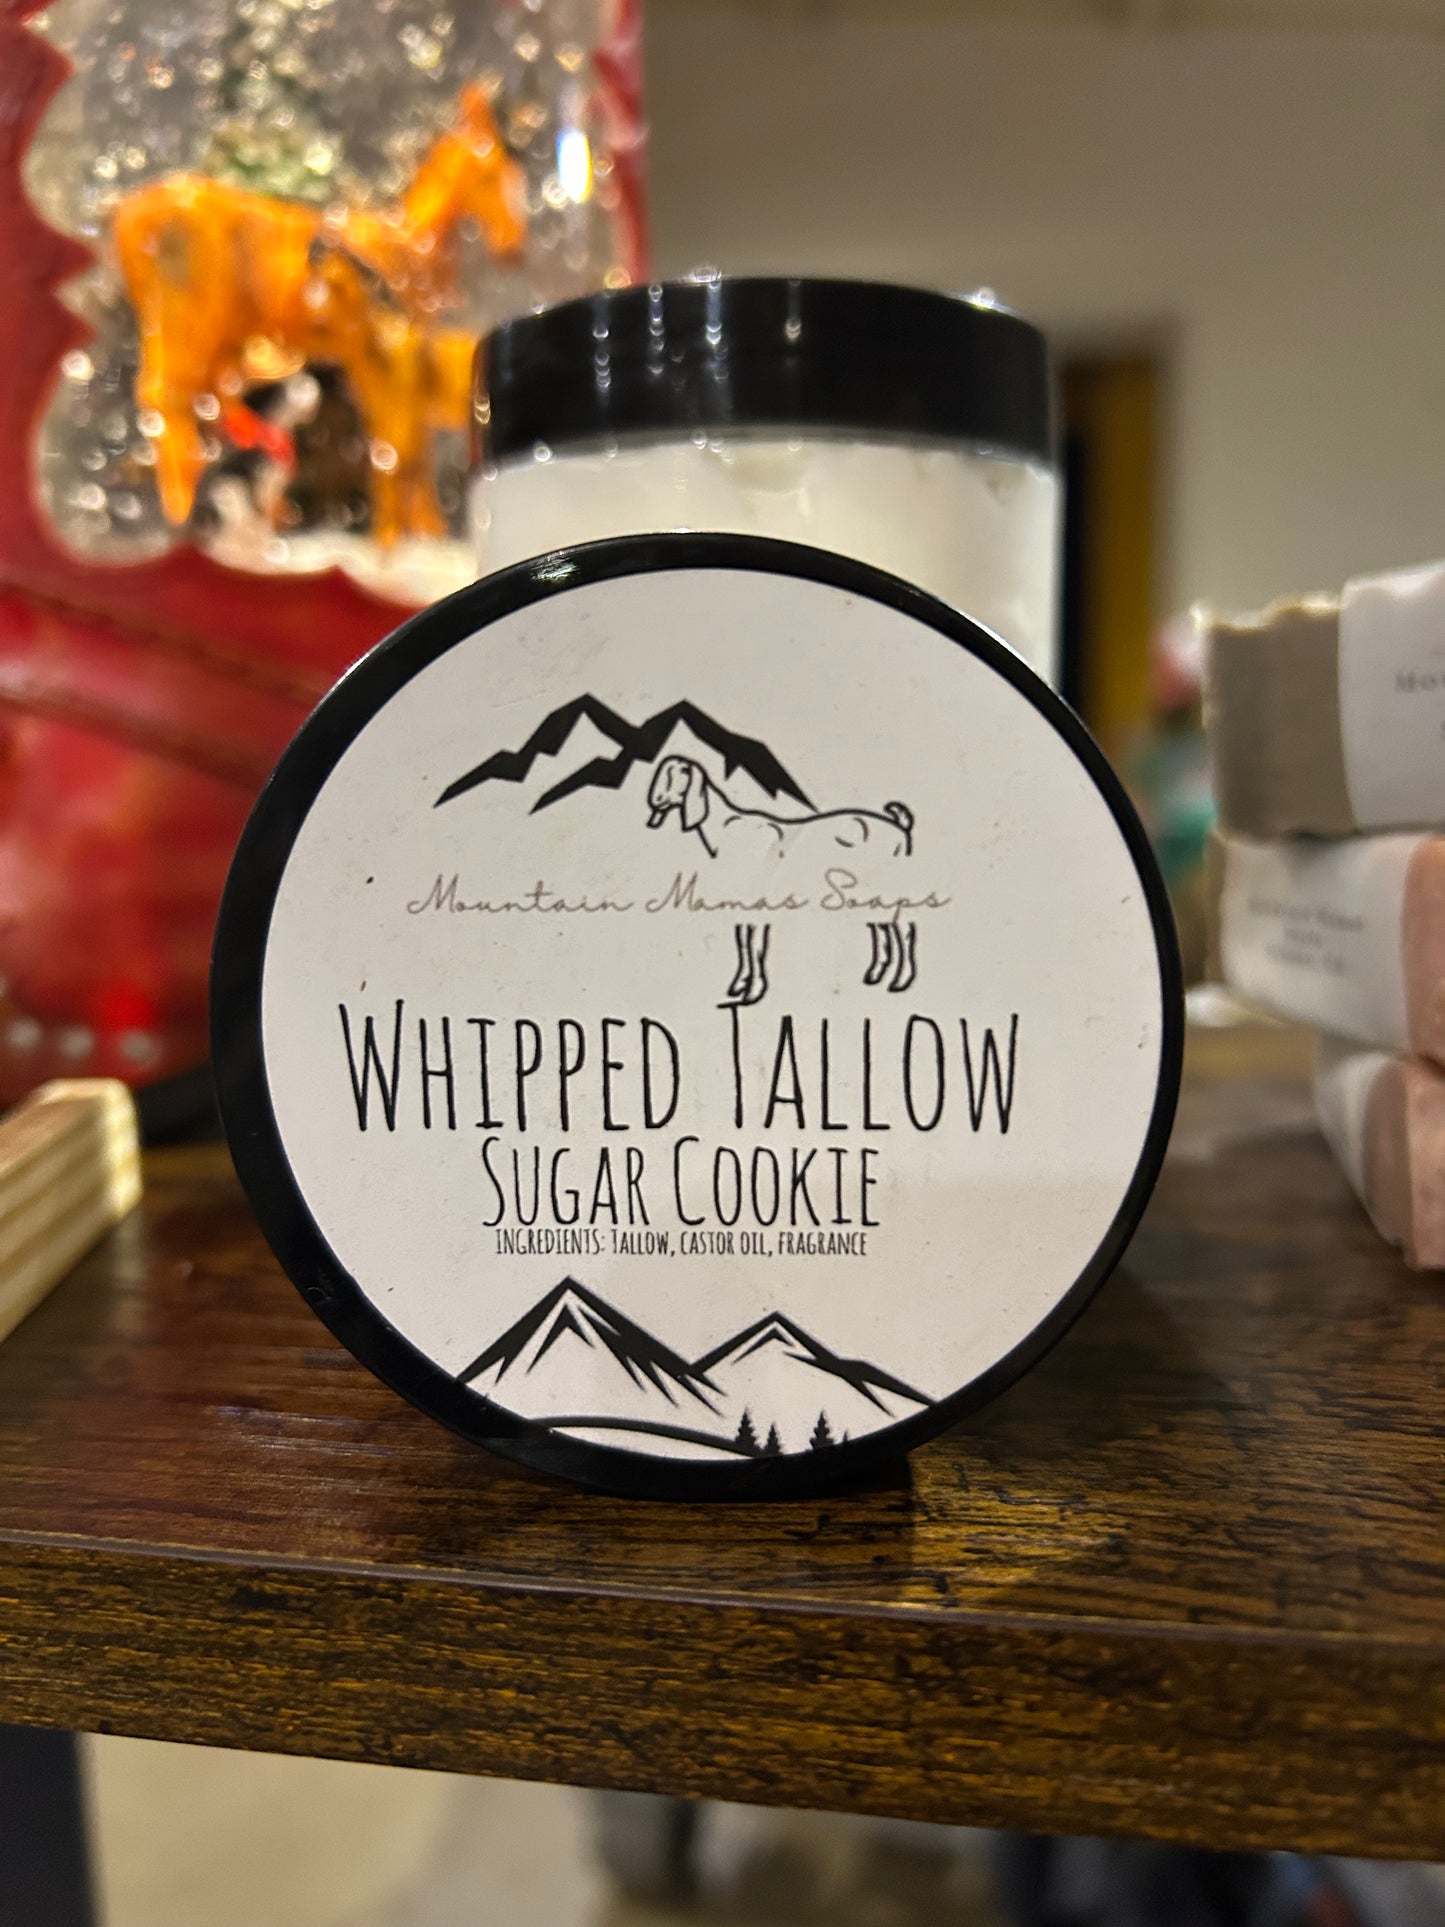 Mountain Mamas Soaps
WHIPPED TALLOW
SUGAR COOKIE
INGREDIENTS: TALLOW, CASTOR OIL, FRAGRANCE